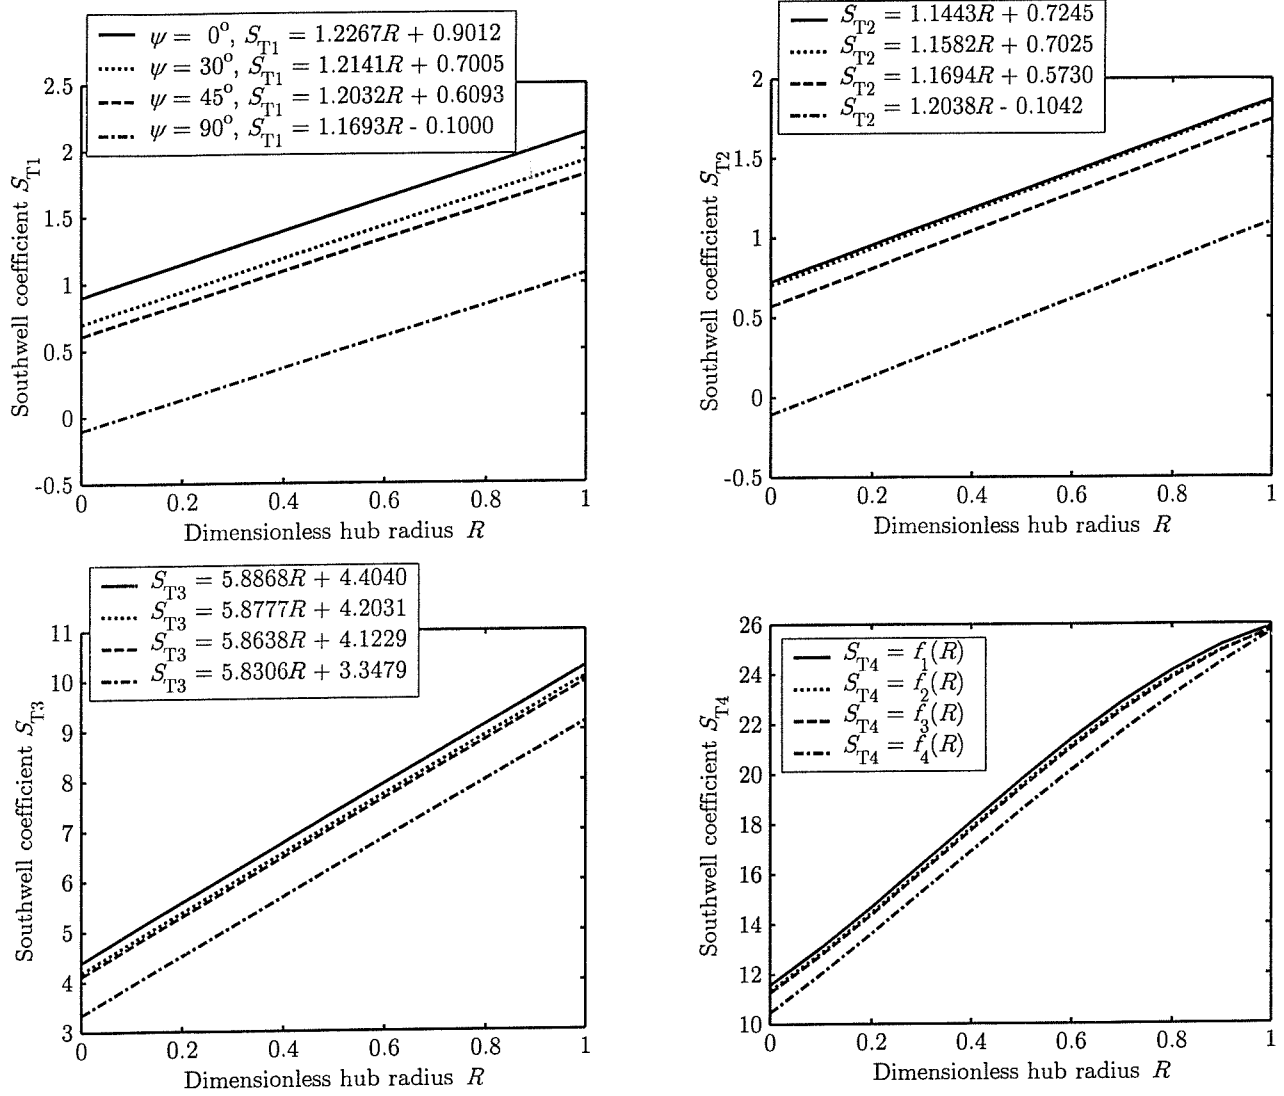 ψ = 0°, S_T1 = 1.2267R + 0.9012
ψ = 30°, S_T1 = 1.2141R + 0.7005
ψ = 45°, S_T1 = 1.2032R + 0.6093
ψ = 90°, S_T1 = 1.1693R - 0.1000
2.5
2
1.5
1
0.5
0
-0.5
Southwell coefficient S_T1
0 0.2 0.4 0.6 0.8 1
Dimensionless hub radius R
S_T2 = 1.1443R + 0.7245
S_T2 = 1.1582R + 0.7025
S_T2 = 1.1694R + 0.5730
S_T2 = 1.2038R - 0.1042
2
1.5
1
0.5
0
-0.5
Southwell coefficient S_T2
0 0.2 0.4 0.6 0.8 1
Dimensionless hub radius R
S_T3 = 5.8868R + 4.4040
S_T3 = 5.8777R + 4.2031
S_T3 = 5.8638R + 4.1229
S_T3 = 5.8306R + 3.3479
11
10
9
8
7
6
5
4
3
Southwell coefficient S_T3
0 0.2 0.4 0.6 0.8 1
Dimensionless hub radius R
S_T4 = f_1(R)
S_T4 = f_2(R)
S_T4 = f_3(R)
S_T4 = f_4(R)
26
24
22
20
18
16
14
12
10
Southwell coefficient S_T4
0 0.2 0.4 0.6 0.8 1
Dimensionless hub radius R